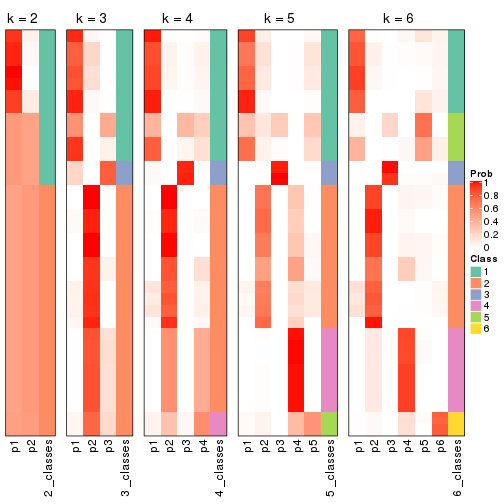 k = 2
k = 3
k = 4
k = 5
k = 6
p1
p2
2_classes
p1
p2
p3
3_classes
p1
p2
p3
p4
4_classes
p1
p2
p3
p4
p5
5_classes
p1
p2
p3
p4
p5
p6
6_classes
Prob
1
0.8
0.6
0.4
0.2
0
Class
1
2
3
4
5
6